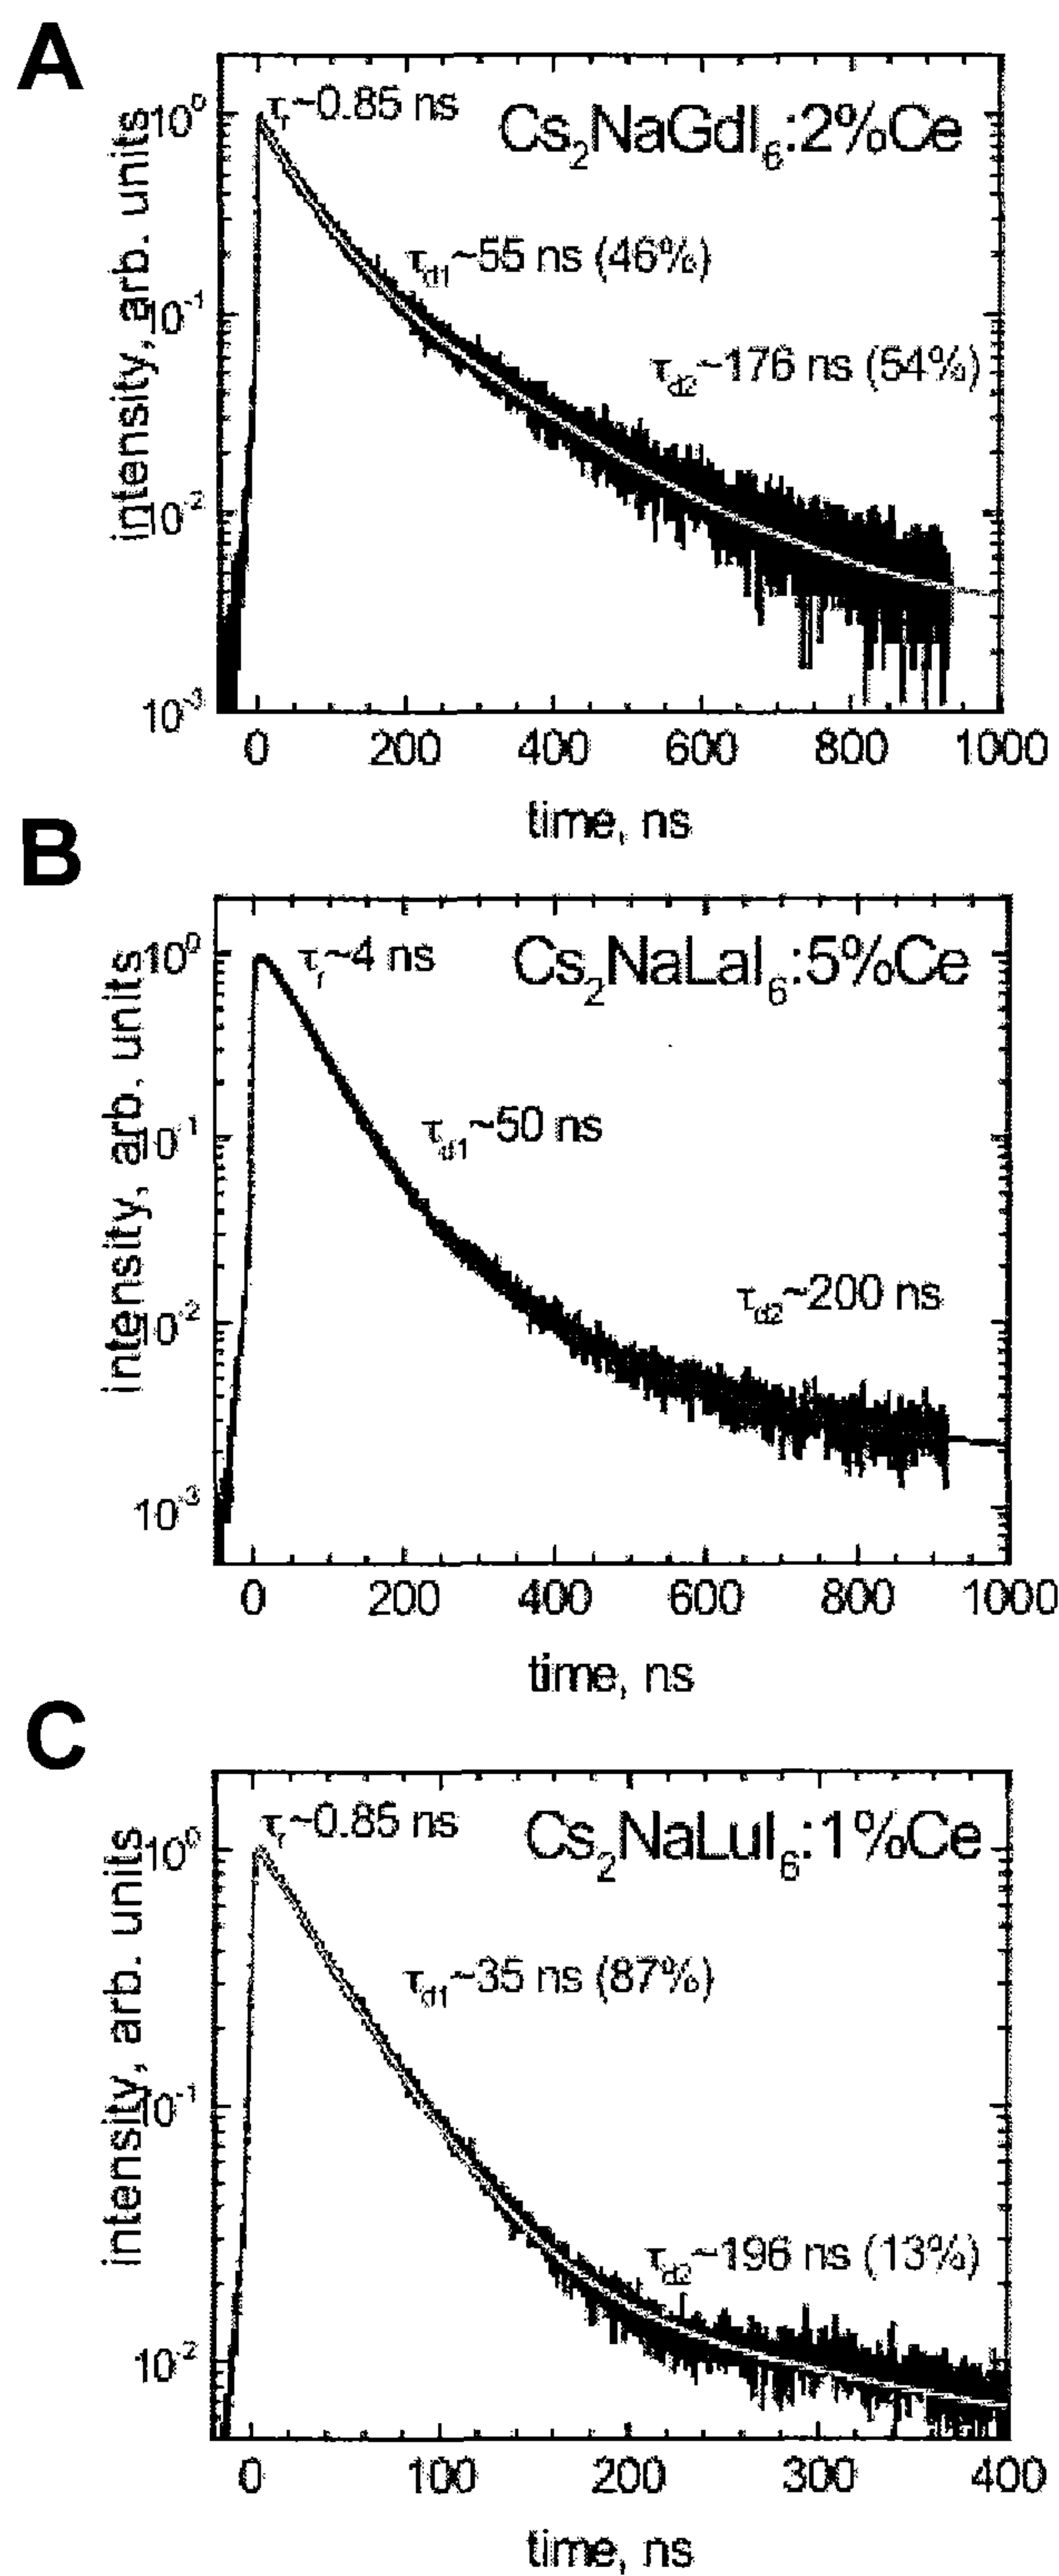 A
τr~0.85 ns
Cs2NaGdI6:2%Ce
τd1~55 ns (46%)
τd2~176 ns (54%)
intensity, arb. units
10^0
10^-1
10^-2
10^-3
0 200 400 600 800 1000
time, ns
B
τr~4 ns
Cs2NaLaI6:5%Ce
τd1~50 ns
τd2~200 ns
intensity, arb. units
10^0
10^-1
10^-2
10^-3
0 200 400 600 800 1000
time, ns
C
τr~0.85 ns
Cs2NaLuI6:1%Ce
τd1~35 ns (87%)
τd2~196 ns (13%)
intensity, arb. units
10^0
10^-1
10^-2
0 100 200 300 400
time, ns